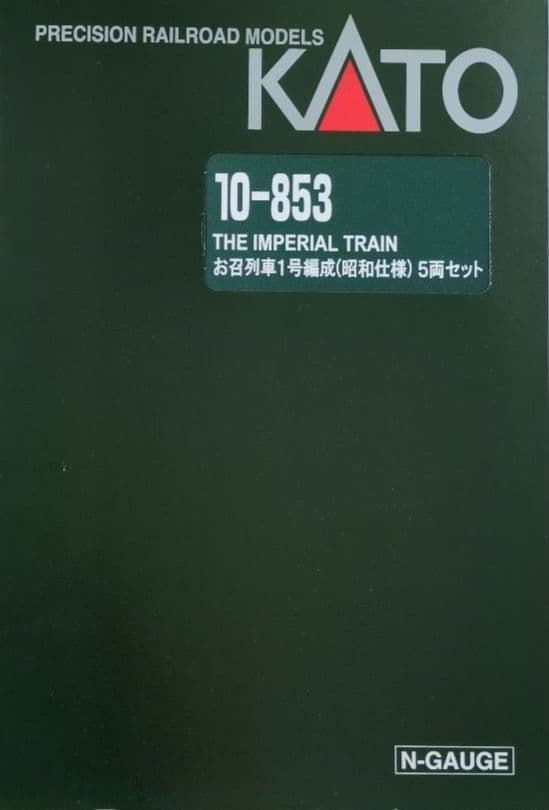 PRECISION RAILROAD MODELS
KATO
10-853
THE IMPERIAL TRAIN
お召列車1号編成(昭和仕様) 5両セット
N-GAUGE